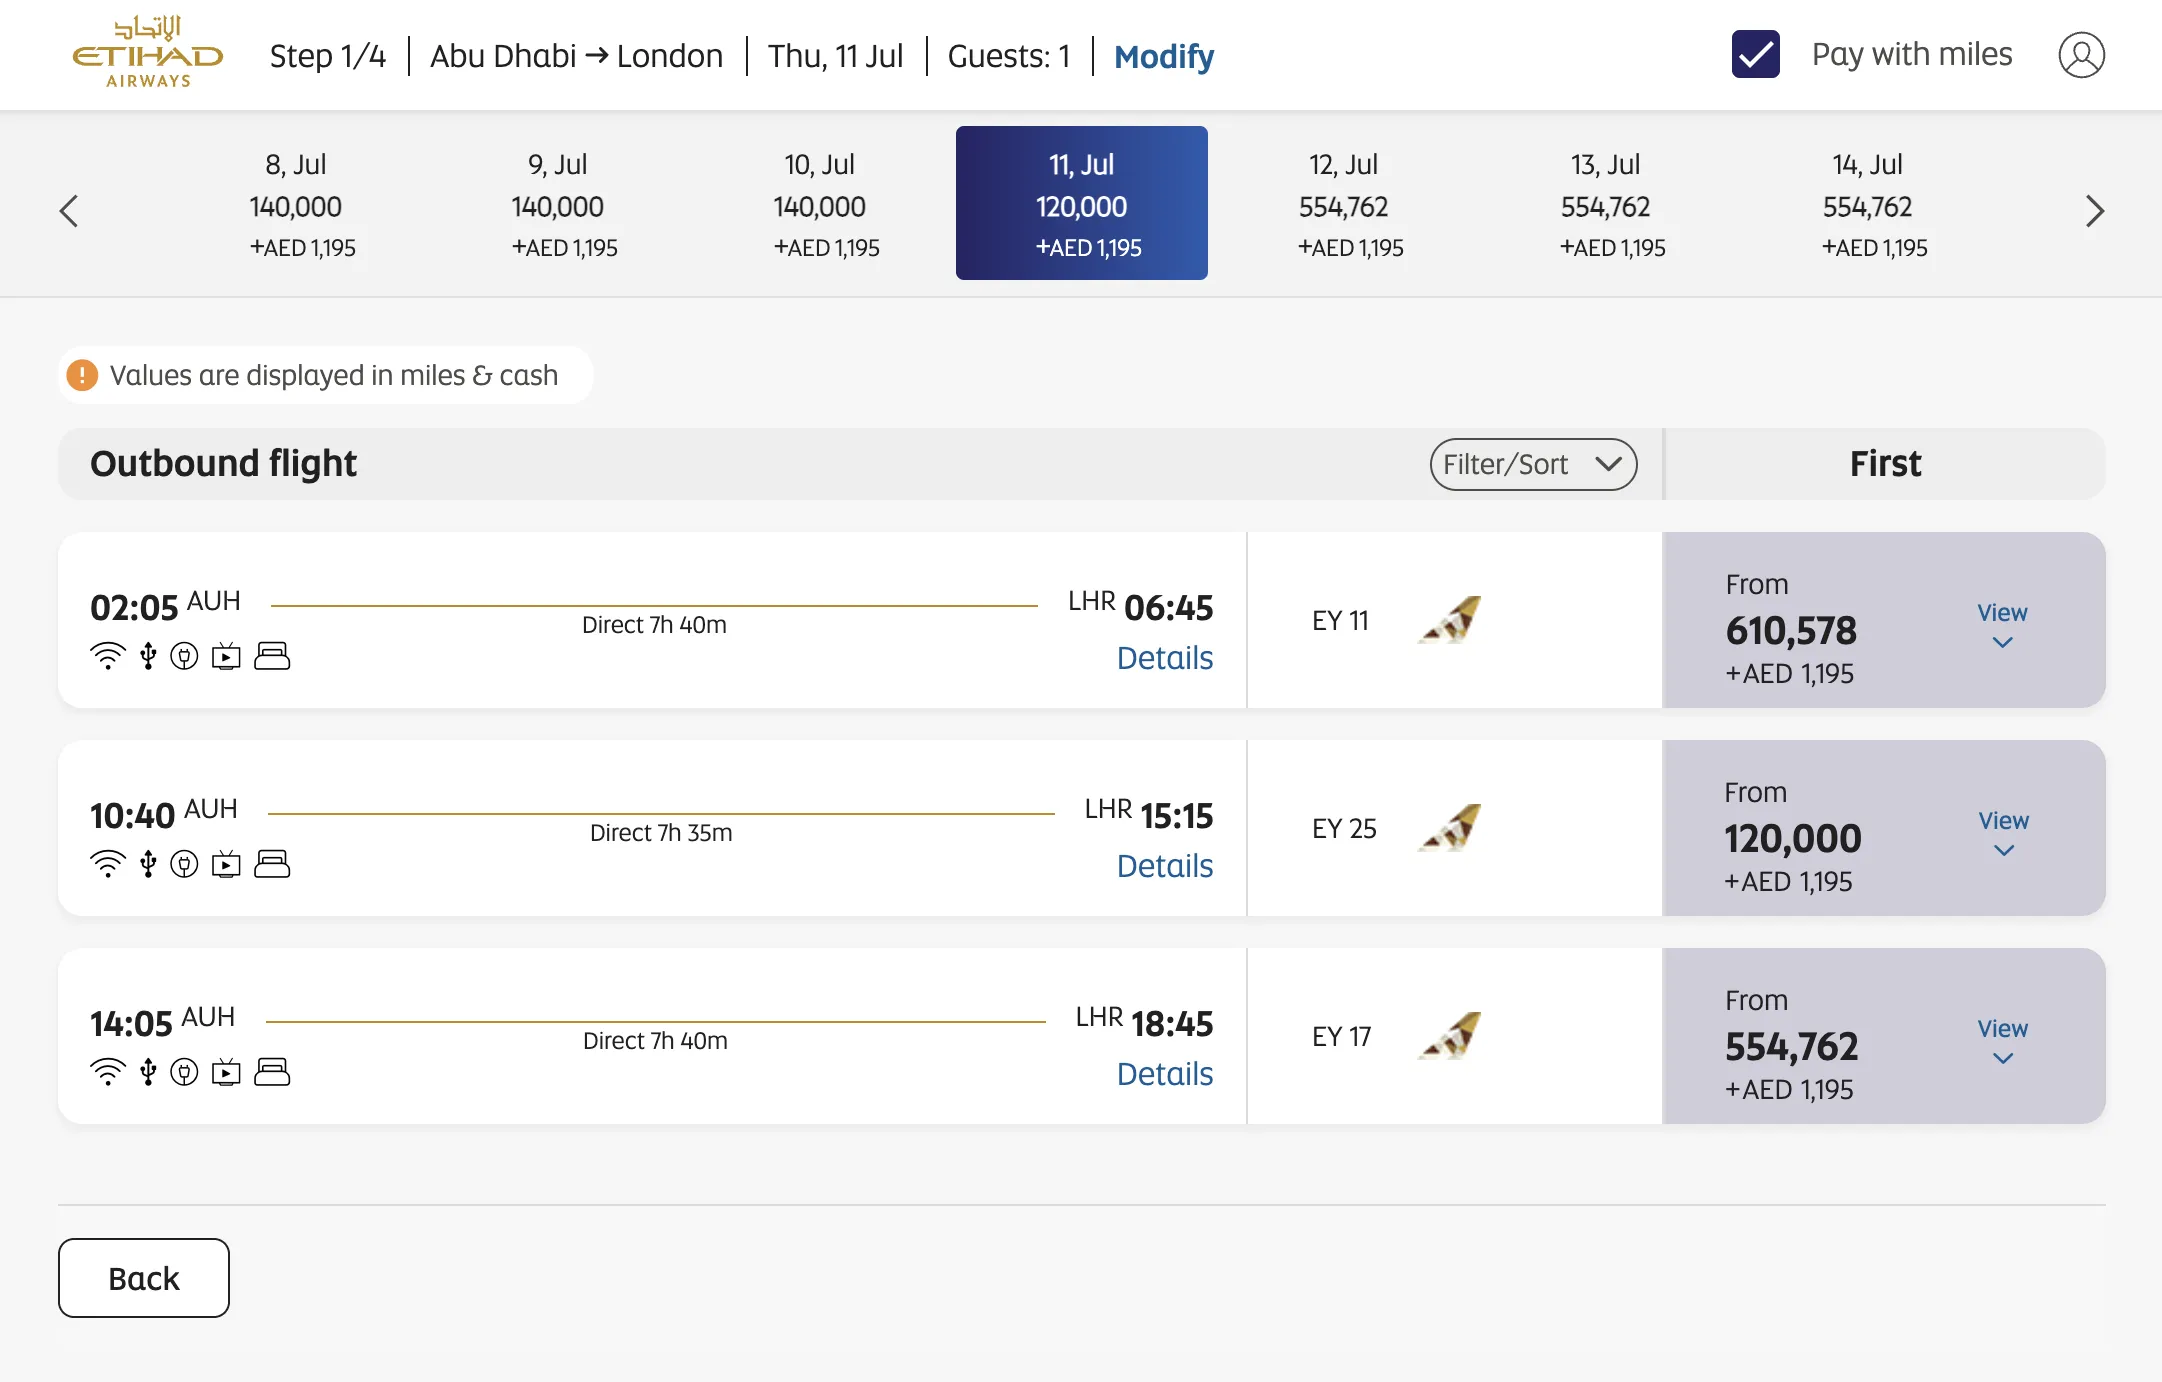 الإتحاد
ETIHAD
AIRWAYS
Step 1/4 | Abu Dhabi → London | Thu, 11 Jul | Guests: 1 | Modify
Pay with miles
8, Jul
140,000
+AED 1,195
9, Jul
140,000
+AED 1,195
10, Jul
140,000
+AED 1,195
11, Jul
120,000
+AED 1,195
12, Jul
554,762
+AED 1,195
13, Jul
554,762
+AED 1,195
14, Jul
554,762
+AED 1,195
Values are displayed in miles & cash
Outbound flight
Filter/Sort
First
02:05 AUH
Direct 7h 40m
LHR 06:45
Details
EY 11
From
610,578
+AED 1,195
View
10:40 AUH
Direct 7h 35m
LHR 15:15
Details
EY 25
From
120,000
+AED 1,195
View
14:05 AUH
Direct 7h 40m
LHR 18:45
Details
EY 17
From
554,762
+AED 1,195
View
Back